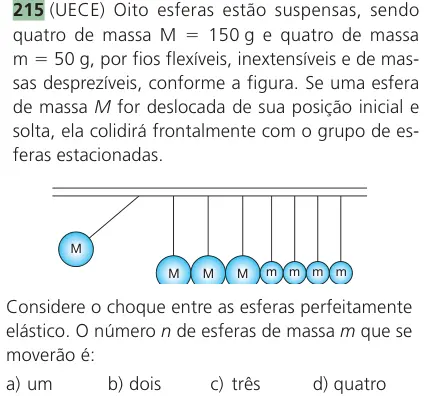 215 (UECE) Oito esferas estão suspensas, sendo
quatro de massa M = 150 g e quatro de massa
m = 50 g, por fios flexíveis, inextensíveis e de mas-
sas desprezíveis, conforme a figura. Se uma esfera
de massa M for deslocada de sua posição inicial e
solta, ela colidirá frontalmente com o grupo de es-
feras estacionadas.
M
M M M m m m m
Considere o choque entre as esferas perfeitamente
elástico. O número n de esferas de massa m que se
moverão é:
a) um b) dois c) três d) quatro